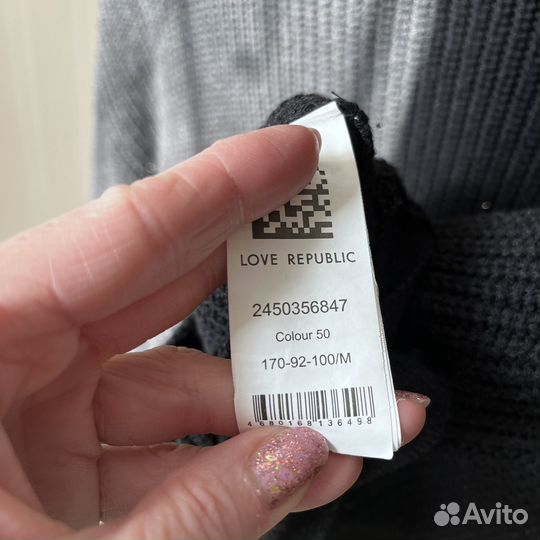 LOVE REPUBLIC
2450356847
Colour 50
170-92-100/M
4680168136498
Avito